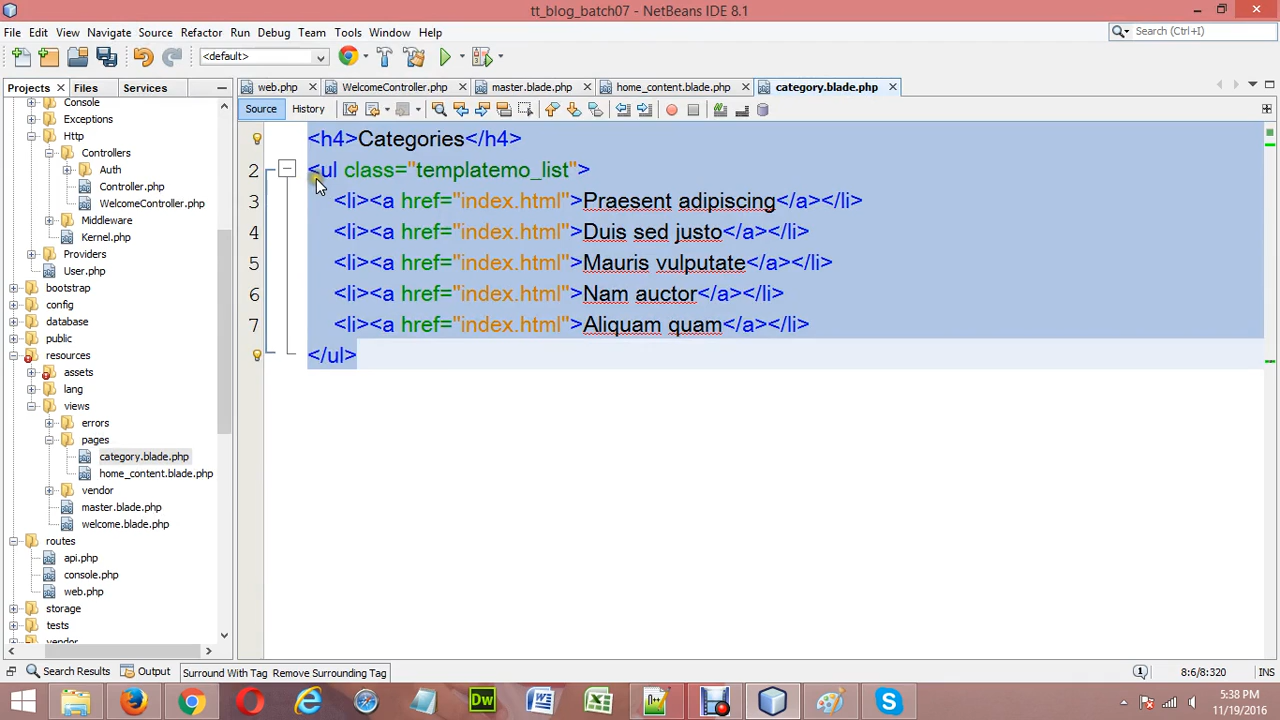 tt_blog_batch07 - NetBeans IDE 8.1
File Edit View Navigate Source Refactor Run Debug Team Tools Window Help
Search (Ctrl+I)
<default>
Projects Files Services
web.php WelcomeController.php master.blade.php home_content.blade.php category.blade.php
Source History
Console
Exceptions
Http
Controllers
Auth
Controller.php
WelcomeController.php
Middleware
Kernel.php
Providers
User.php
bootstrap
config
database
public
resources
assets
lang
views
errors
pages
category.blade.php
home_content.blade.php
vendor
master.blade.php
welcome.blade.php
routes
api.php
console.php
web.php
storage
tests
vendor
<h4>Categories</h4>
2 <ul class="templatemo_list">
3 <li><a href="index.html">Praesent adipiscing</a></li>
4 <li><a href="index.html">Duis sed justo</a></li>
5 <li><a href="index.html">Mauris vulputate</a></li>
6 <li><a href="index.html">Nam auctor</a></li>
7 <li><a href="index.html">Aliquam quam</a></li>
</ul>
Search Results Output Surround With Tag Remove Surrounding Tag
1 8:6/8:320 INS
Dw
5:38 PM
11/19/2016